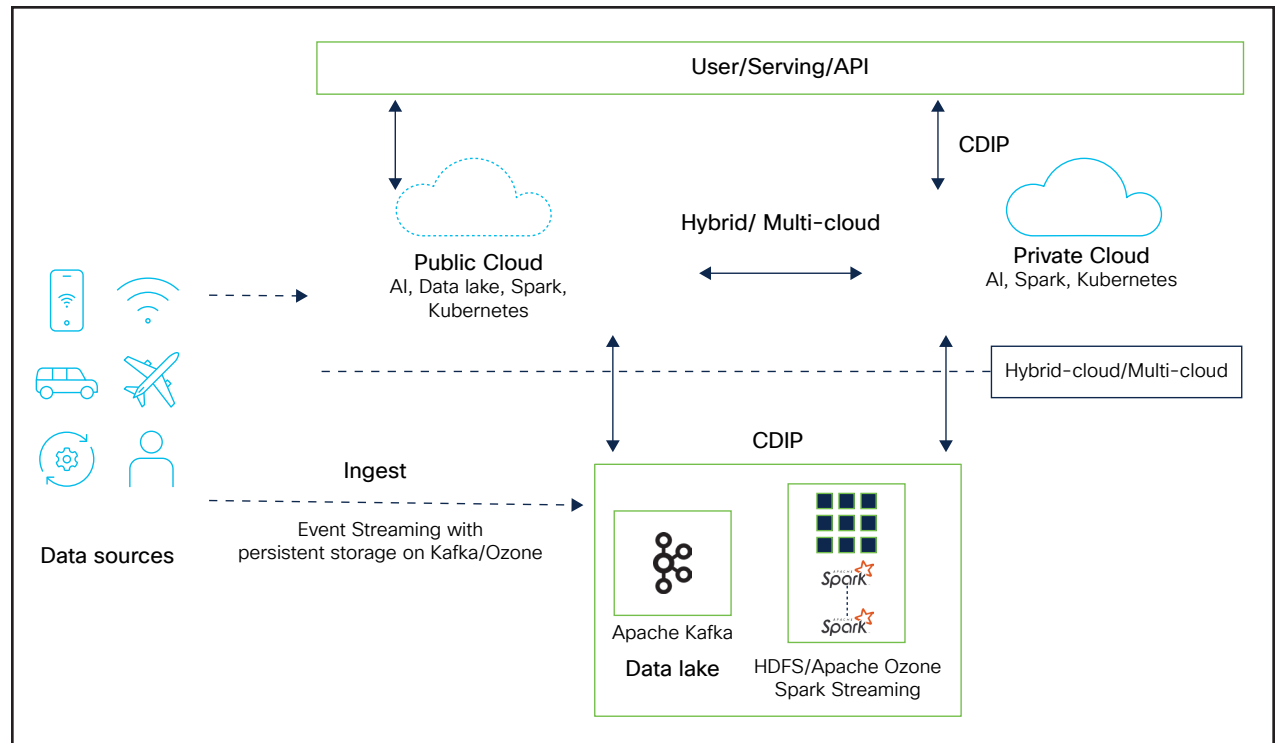 User/Serving/API
CDIP
Hybrid/ Multi-cloud
Public Cloud
AI, Data lake, Spark,
Kubernetes
Private Cloud
AI, Spark, Kubernetes
Hybrid-cloud/Multi-cloud
CDIP
Ingest
Event Streaming with
persistent storage on Kafka/Ozone
Data sources
APACHE
Spark
APACHE
Spark
Apache Kafka
Data lake
HDFS/Apache Ozone
Spark Streaming